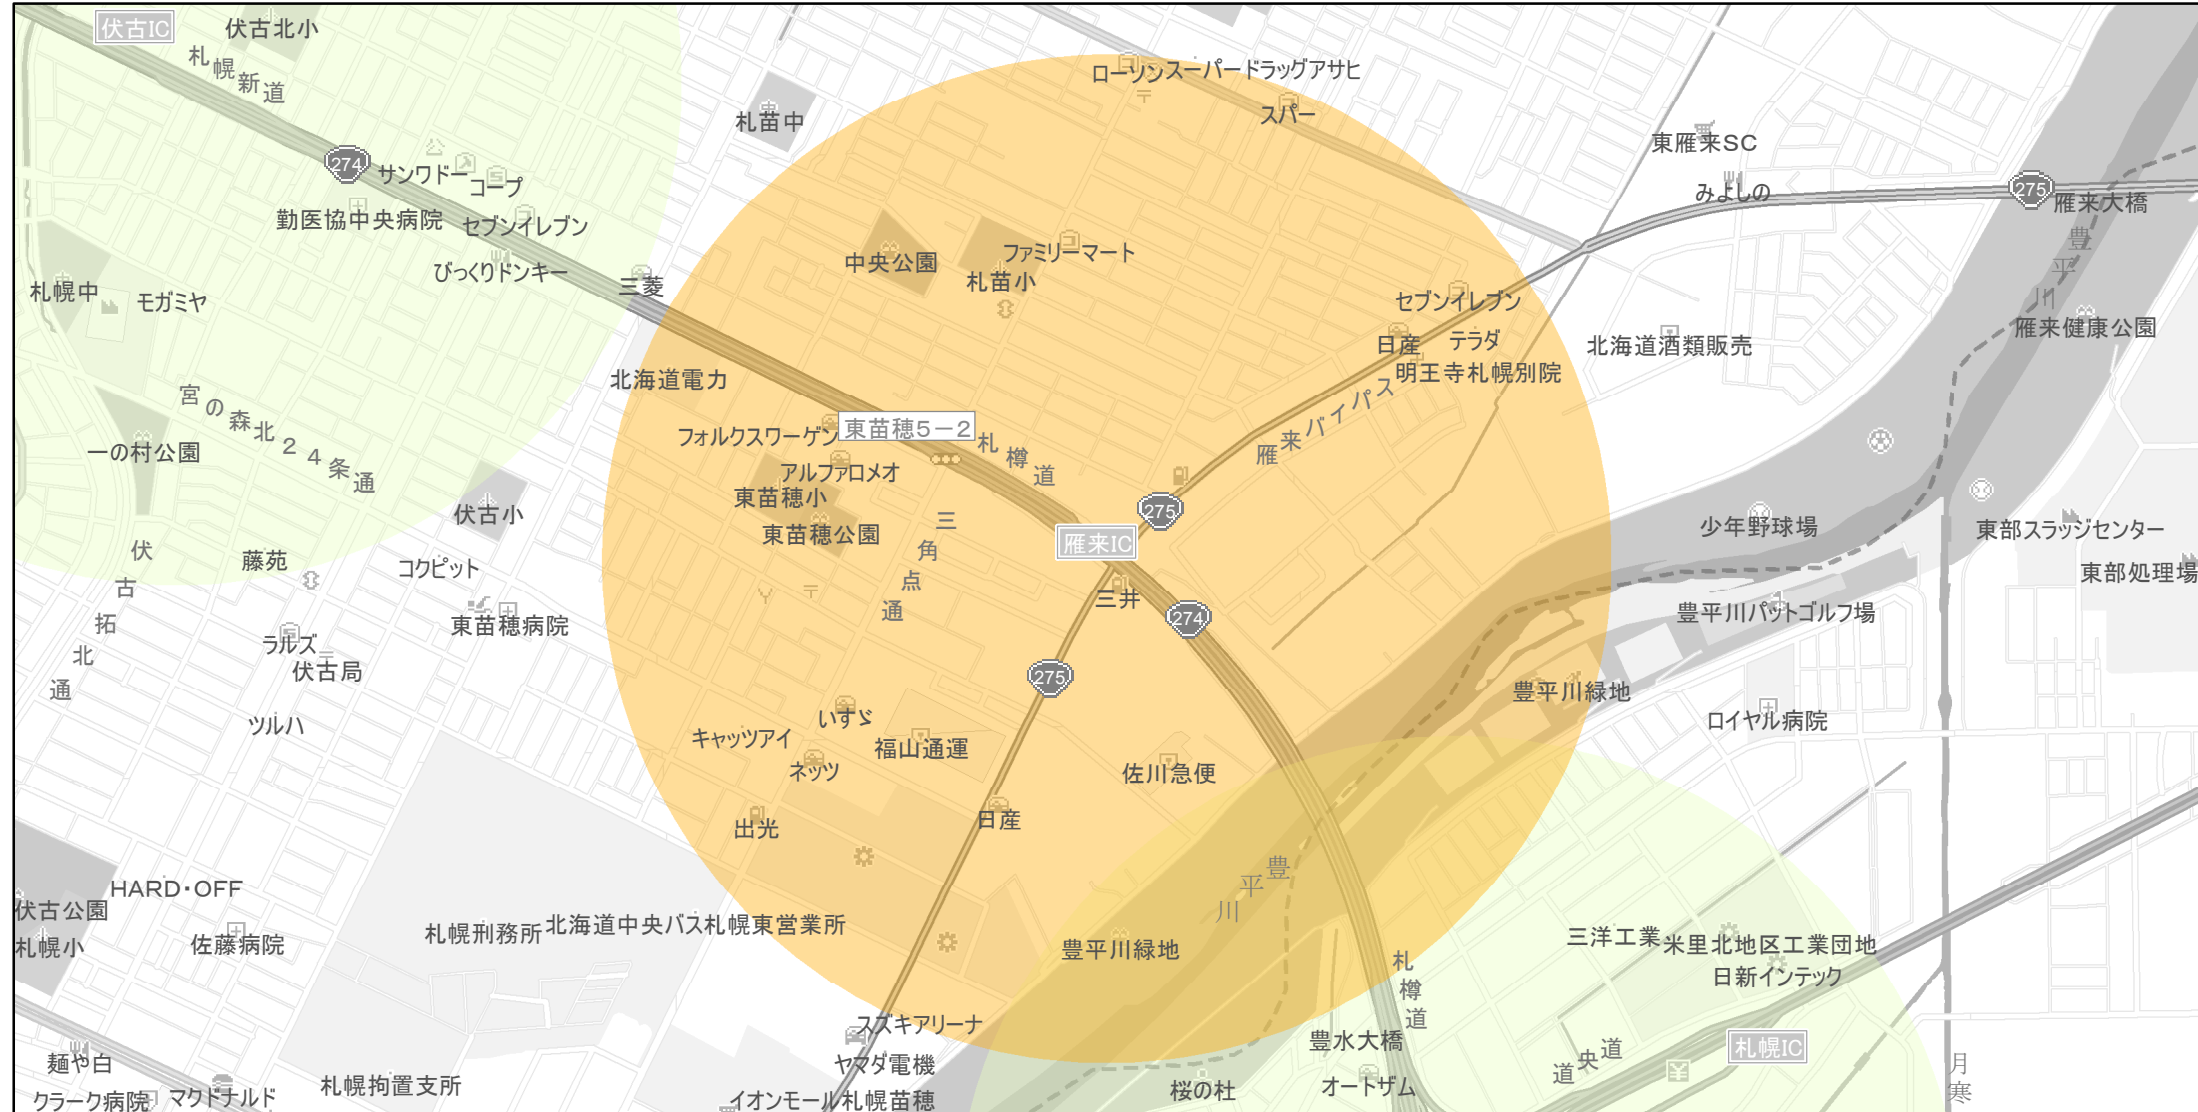 伏古IC
伏古北小
札幌新道
ローソン
スーパードラッグアサヒ
スパー
札苗中
東雁来SC
274
サンワドー
コープ
みよしの
275
雁来大橋
勤医協中央病院
セブンイレブン
豊平川
びっくりドンキー
三菱
中央公園
ファミリーマート
札苗小
札幌中
モガミヤ
セブンイレブン
日産
テラダ
明王寺札幌別院
北海道酒類販売
雁来健康公園
北海道電力
宮の森北24条通
一の村公園
フォルクスワーゲン
東苗穂5-2
札樽道
雁来バイパス
アルファロメオ
東苗穂小
東苗穂公園
伏古小
三角点通
275
雁来IC
少年野球場
東部スラッジセンター
東部処理場
伏古拓北通
藤苑
コクピット
三井
274
豊平川パットゴルフ場
東苗穂病院
ラルズ
伏古局
275
豊平川緑地
ロイヤル病院
ツルハ
キャッツアイ
いすゞ
福山通運
ネッツ
佐川急便
出光
日産
豊平川
HARD・OFF
伏古公園
札幌小
佐藤病院
札幌刑務所
北海道中央バス札幌東営業所
豊平川緑地
札樽道
三洋工業
米里北地区工業団地
日新インテック
スズキアリーナ
ヤマダ電機
イオンモール札幌苗穂
豊水大橋
オートザム
桜の杜
道央道
札幌IC
月寒
麺や白
クラーク病院
マクドナルド
札幌拘置支所